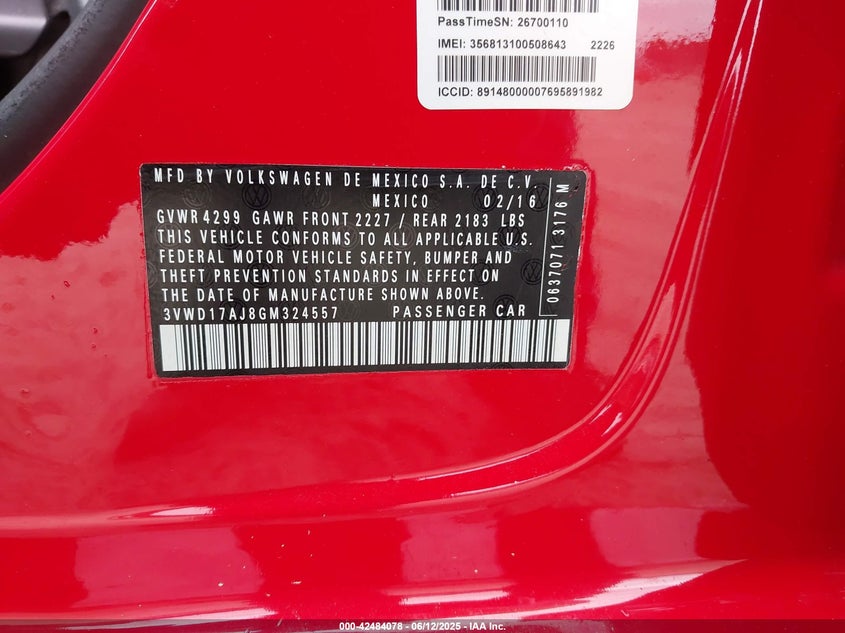 PassTimeSN: 26700110
IMEI: 356813100508643 2226
ICCID: 89148000007695891982
MFD BY VOLKSWAGEN DE MEXICO S.A. DE C.V.
MEXICO 02/16
GVWR 4299 GAWR FRONT 2227 / REAR 2183 LBS
THIS VEHICLE CONFORMS TO ALL APPLICABLE U.S.
FEDERAL MOTOR VEHICLE SAFETY, BUMPER AND
THEFT PREVENTION STANDARDS IN EFFECT ON
THE DATE OF MANUFACTURE SHOWN ABOVE.
3VWD17AJ8GM324557 PASSENGER CAR
0637071 3176 M
000-42484078 - 06/12/2025 - IAA Inc.